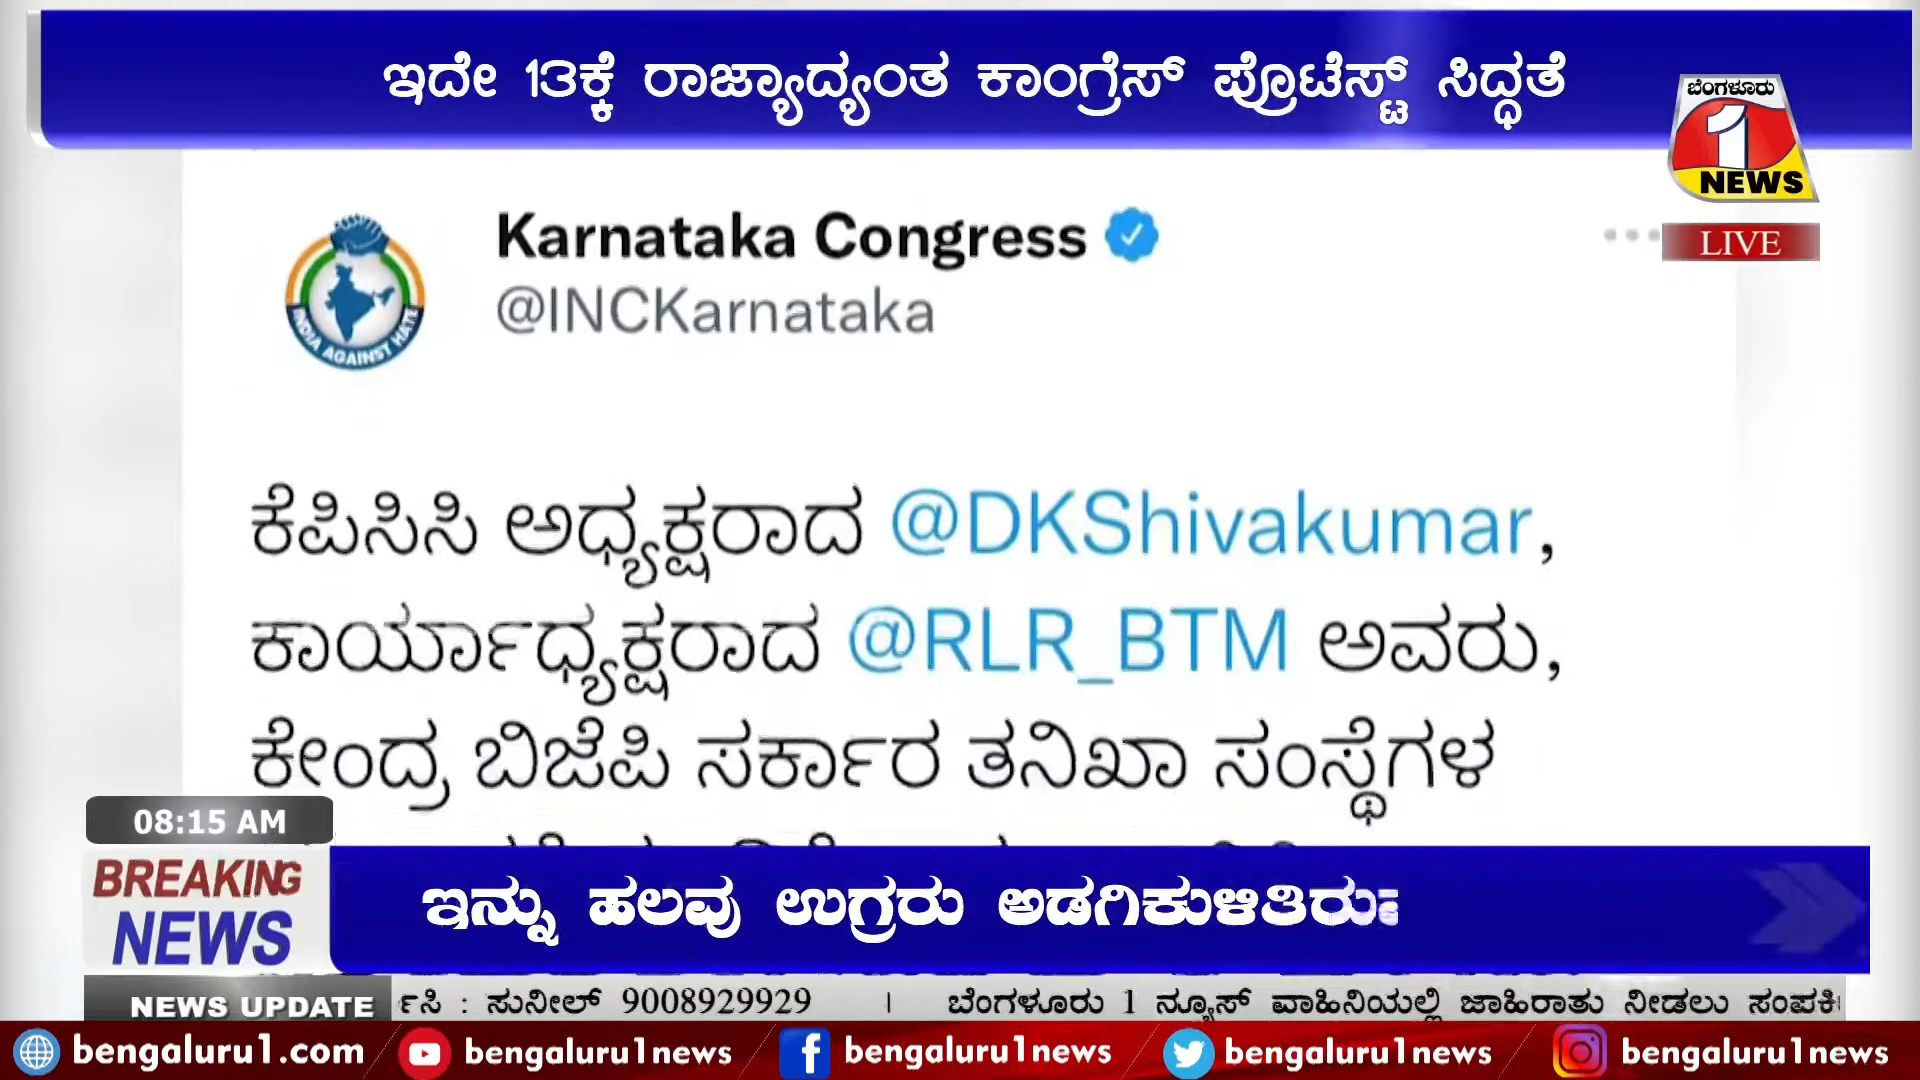 ಇದೇ 13ಕ್ಕೆ ರಾಜ್ಯಾದ್ಯಂತ ಕಾಂಗ್ರೆಸ್ ಪ್ರೊಟೆಸ್ಟ್ ಸಿದ್ಧತೆ
ಬೆಂಗಳೂರು
1
NEWS
LIVE
Karnataka Congress
@INCKarnataka
INDIA AGAINST HATE
ಕೆಪಿಸಿಸಿ ಅಧ್ಯಕ್ಷರಾದ @DKShivakumar,
ಕಾರ್ಯಾಧ್ಯಕ್ಷರಾದ @RLR_BTM ಅವರು,
ಕೇಂದ್ರ ಬಿಜೆಪಿ ಸರ್ಕಾರ ತನಿಖಾ ಸಂಸ್ಥೆಗಳ
08:15 AM
BREAKING
NEWS
ಇನ್ನು ಹಲವು ಉಗ್ರರು
NEWS UPDATE
: ಸುನೀಲ್ 9008929929 | ಬೆಂಗಳೂರು 1 ನ್ಯೂಸ್ ವಾಹಿನಿಯಲ್ಲಿ ಜಾಹಿರಾತು ನೀಡಲು
bengaluru1.com bengaluru1news bengaluru1news bengaluru1news bengaluru1news